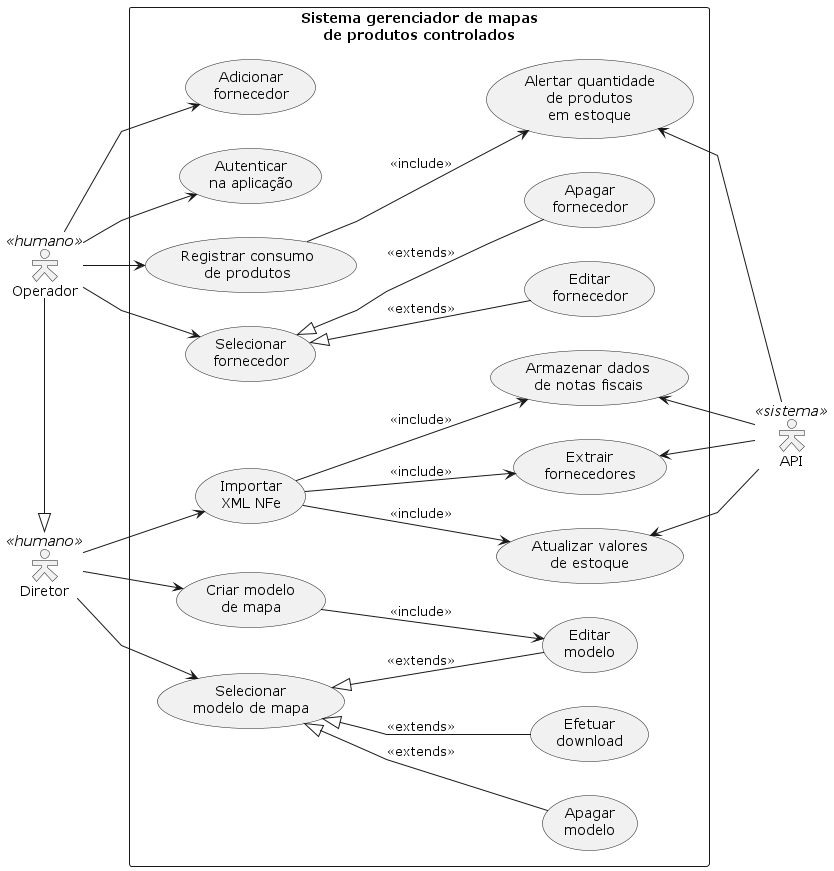 Sistema gerenciador de mapas
de produtos controlados
Adicionar
fornecedor
Alertar quantidade
de produtos
em estoque
Autenticar
na aplicação
«include»
Apagar
fornecedor
«humano»
Operador
Registrar consumo
de produtos
«extends»
Editar
fornecedor
«extends»
Selecionar
fornecedor
Armazenar dados
de notas fiscais
«sistema»
API
«include»
Extrair
fornecedores
«include»
Importar
XML NFe
«include»
Atualizar valores
de estoque
«humano»
Diretor
Criar modelo
de mapa
«include»
Editar
modelo
«extends»
Selecionar
modelo de mapa
«extends»
Efetuar
download
«extends»
Apagar
modelo